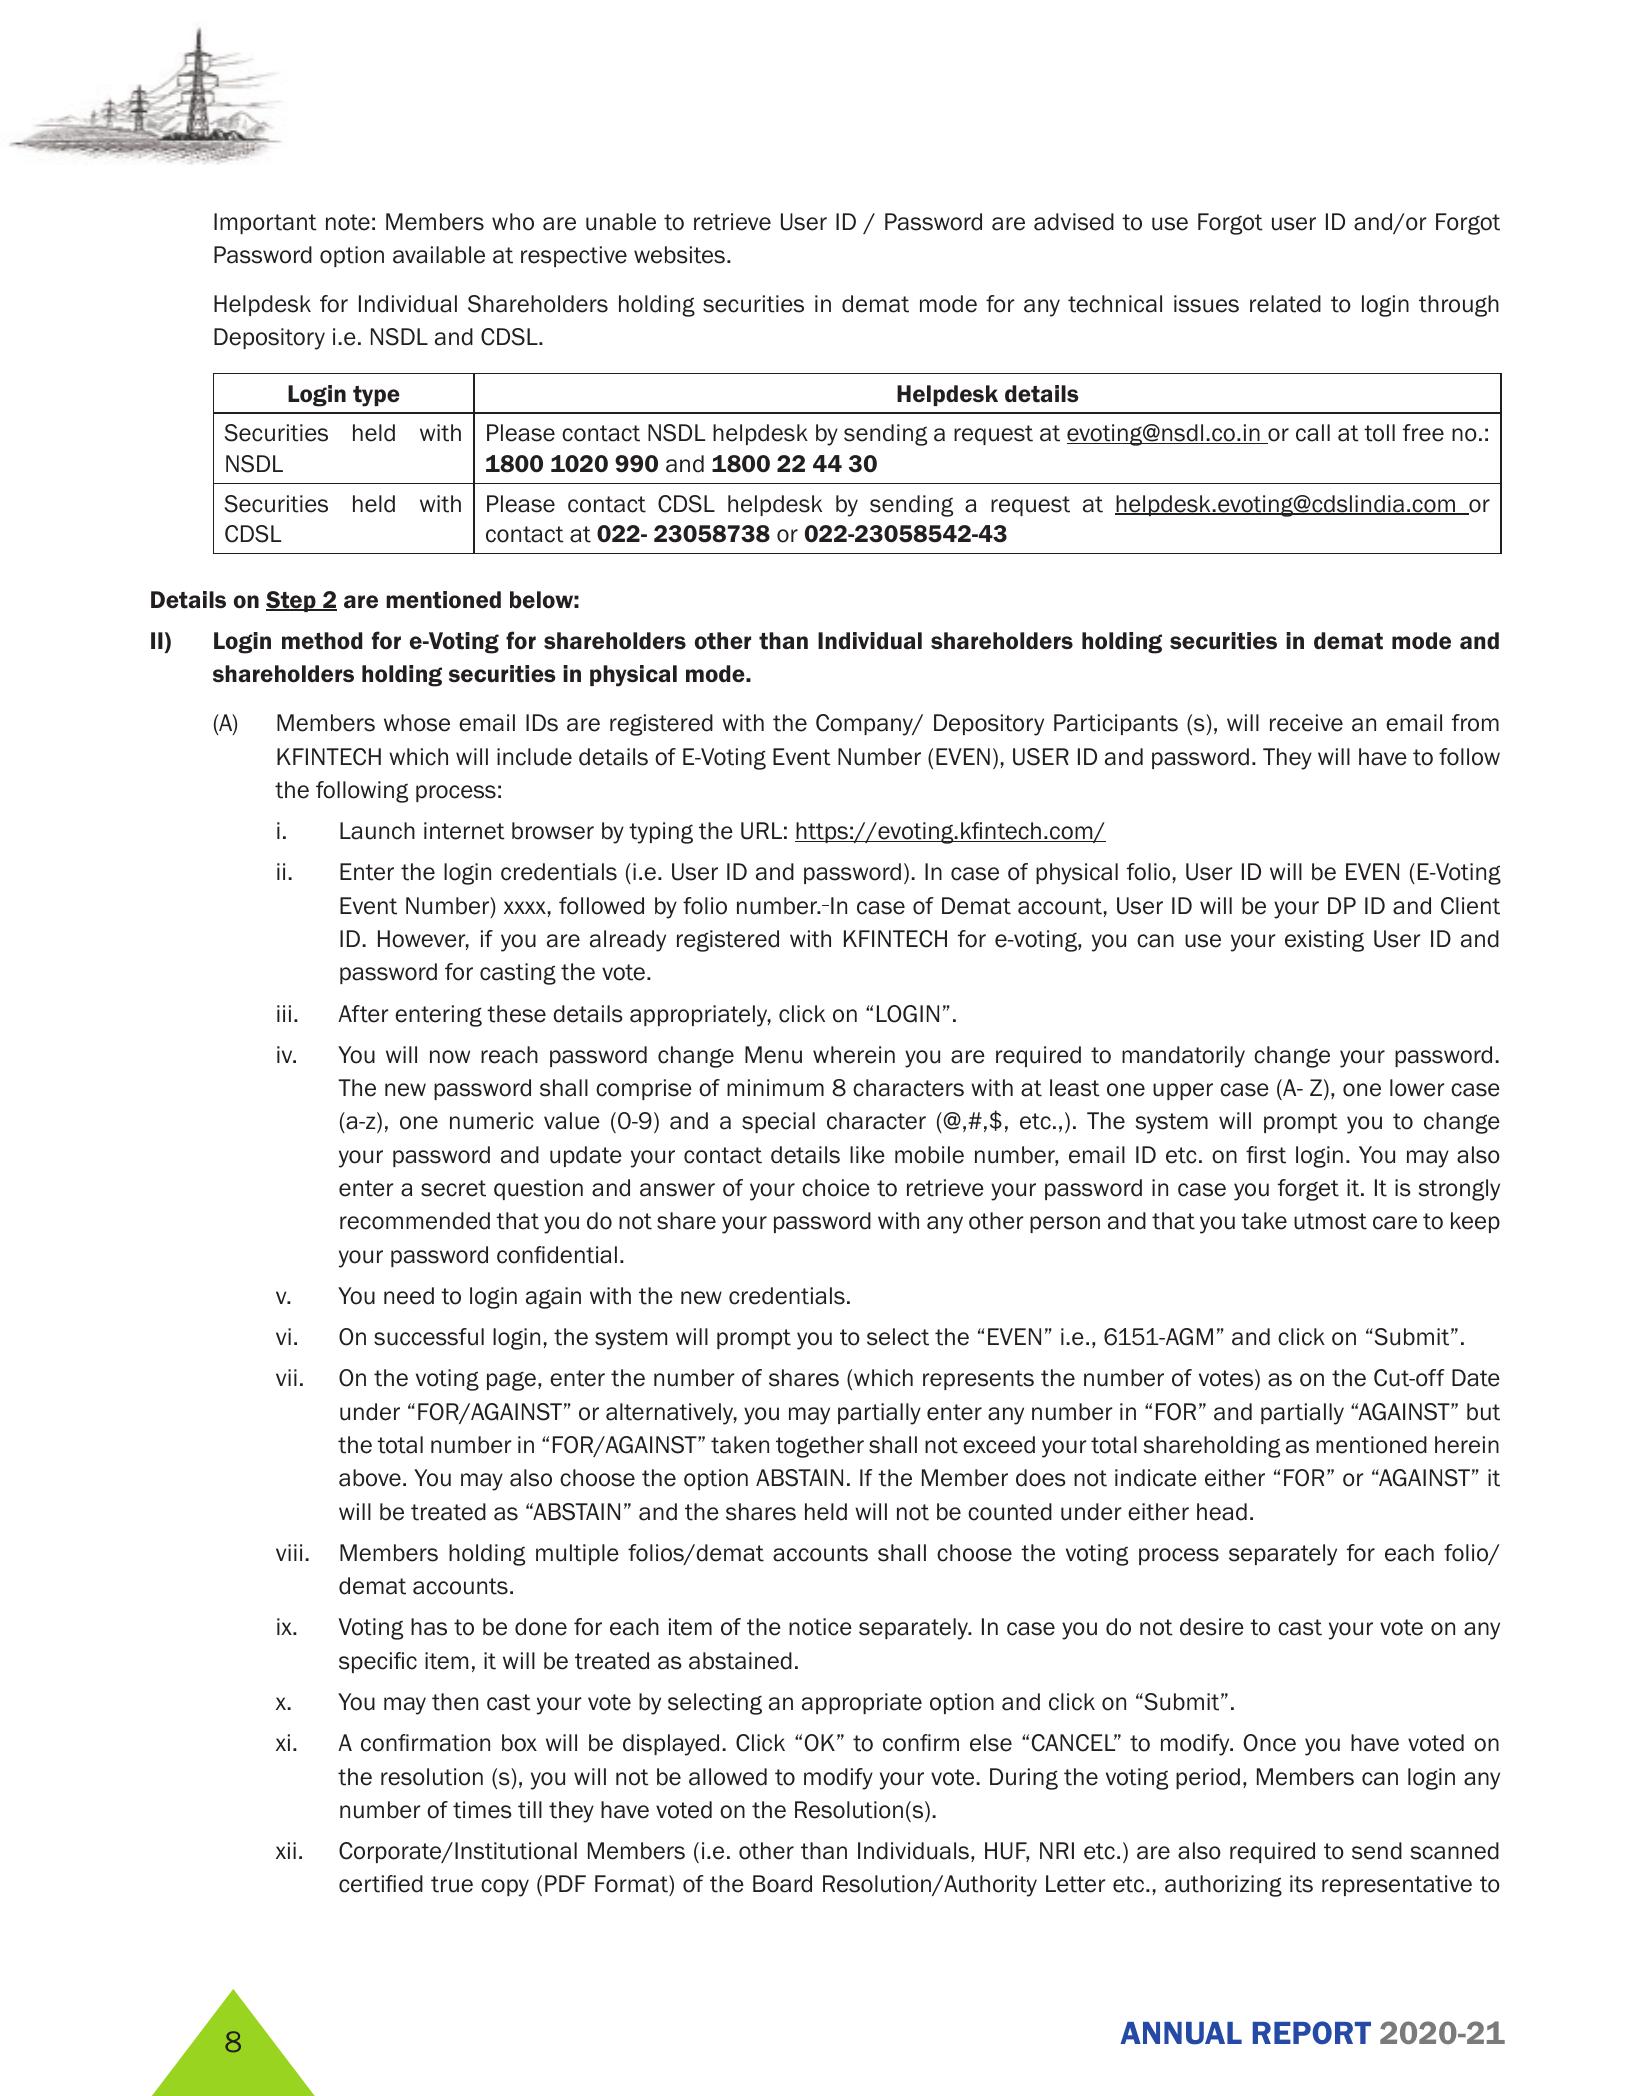 Important note: Members who are unable to retrieve User ID / Password are advised to use Forgot user ID and/or Forgot
Password option available at respective websites.
Helpdesk for Individual Shareholders holding securities in demat mode for any technical issues related to login through
Depository i.e. NSDL and CDSL.
Login type
Helpdesk details
Securities held with
NSDL
Please contact NSDL helpdesk by sending a request at evoting@nsdl.co.in or call at toll free no.:
1800 1020 990 and 1800 22 44 30
Securities held with
CDSL
Please contact CDSL helpdesk by sending a request at helpdesk.evoting@cdslindia.com or
contact at 022- 23058738 or 022-23058542-43
Details on Step 2 are mentioned below:
II) Login method for e-Voting for shareholders other than Individual shareholders holding securities in demat mode and
shareholders holding securities in physical mode.
(A) Members whose email IDs are registered with the Company/ Depository Participants (s), will receive an email from
KFINTECH which will include details of E-Voting Event Number (EVEN), USER ID and password. They will have to follow
the following process:
i. Launch internet browser by typing the URL: https://evoting.kfintech.com/
ii. Enter the login credentials (i.e. User ID and password). In case of physical folio, User ID will be EVEN (E-Voting
Event Number) xxxx, followed by folio number. In case of Demat account, User ID will be your DP ID and Client
ID. However, if you are already registered with KFINTECH for e-voting, you can use your existing User ID and
password for casting the vote.
iii. After entering these details appropriately, click on “LOGIN”.
iv. You will now reach password change Menu wherein you are required to mandatorily change your password.
The new password shall comprise of minimum 8 characters with at least one upper case (A- Z), one lower case
(a-z), one numeric value (0-9) and a special character (@,#,$, etc.,). The system will prompt you to change
your password and update your contact details like mobile number, email ID etc. on first login. You may also
enter a secret question and answer of your choice to retrieve your password in case you forget it. It is strongly
recommended that you do not share your password with any other person and that you take utmost care to keep
your password confidential.
v. You need to login again with the new credentials.
vi. On successful login, the system will prompt you to select the “EVEN” i.e., 6151-AGM” and click on “Submit”.
vii. On the voting page, enter the number of shares (which represents the number of votes) as on the Cut-off Date
under “FOR/AGAINST” or alternatively, you may partially enter any number in “FOR” and partially “AGAINST” but
the total number in “FOR/AGAINST” taken together shall not exceed your total shareholding as mentioned herein
above. You may also choose the option ABSTAIN. If the Member does not indicate either “FOR” or “AGAINST” it
will be treated as “ABSTAIN” and the shares held will not be counted under either head.
viii. Members holding multiple folios/demat accounts shall choose the voting process separately for each folio/
demat accounts.
ix. Voting has to be done for each item of the notice separately. In case you do not desire to cast your vote on any
specific item, it will be treated as abstained.
x. You may then cast your vote by selecting an appropriate option and click on “Submit”.
xi. A confirmation box will be displayed. Click “OK” to confirm else “CANCEL” to modify. Once you have voted on
the resolution (s), you will not be allowed to modify your vote. During the voting period, Members can login any
number of times till they have voted on the Resolution(s).
xii. Corporate/Institutional Members (i.e. other than Individuals, HUF, NRI etc.) are also required to send scanned
certified true copy (PDF Format) of the Board Resolution/Authority Letter etc., authorizing its representative to
8
ANNUAL REPORT 2020-21